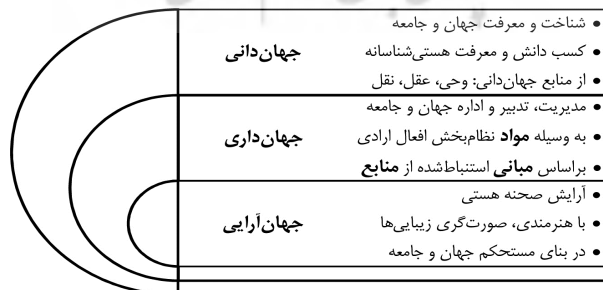 • شناخت و معرفت جهان و جامعه
• کسب دانش و معرفت هستی‌شناسانه
• از منابع جهان‌دانی: وحی، عقل، نقل
جهان‌دانی
• مدیریت، تدبیر و اداره جهان و جامعه
• به وسیله مواد نظام‌بخش افعال ارادی
• براساس مبانی استنباط‌شده از منابع
جهان‌داری
• آرایش صحنه هستی
• با هنرمندی، صورت‌گری زیبایی‌ها
• در بنای مستحکم جهان و جامعه
جهان‌آرایی